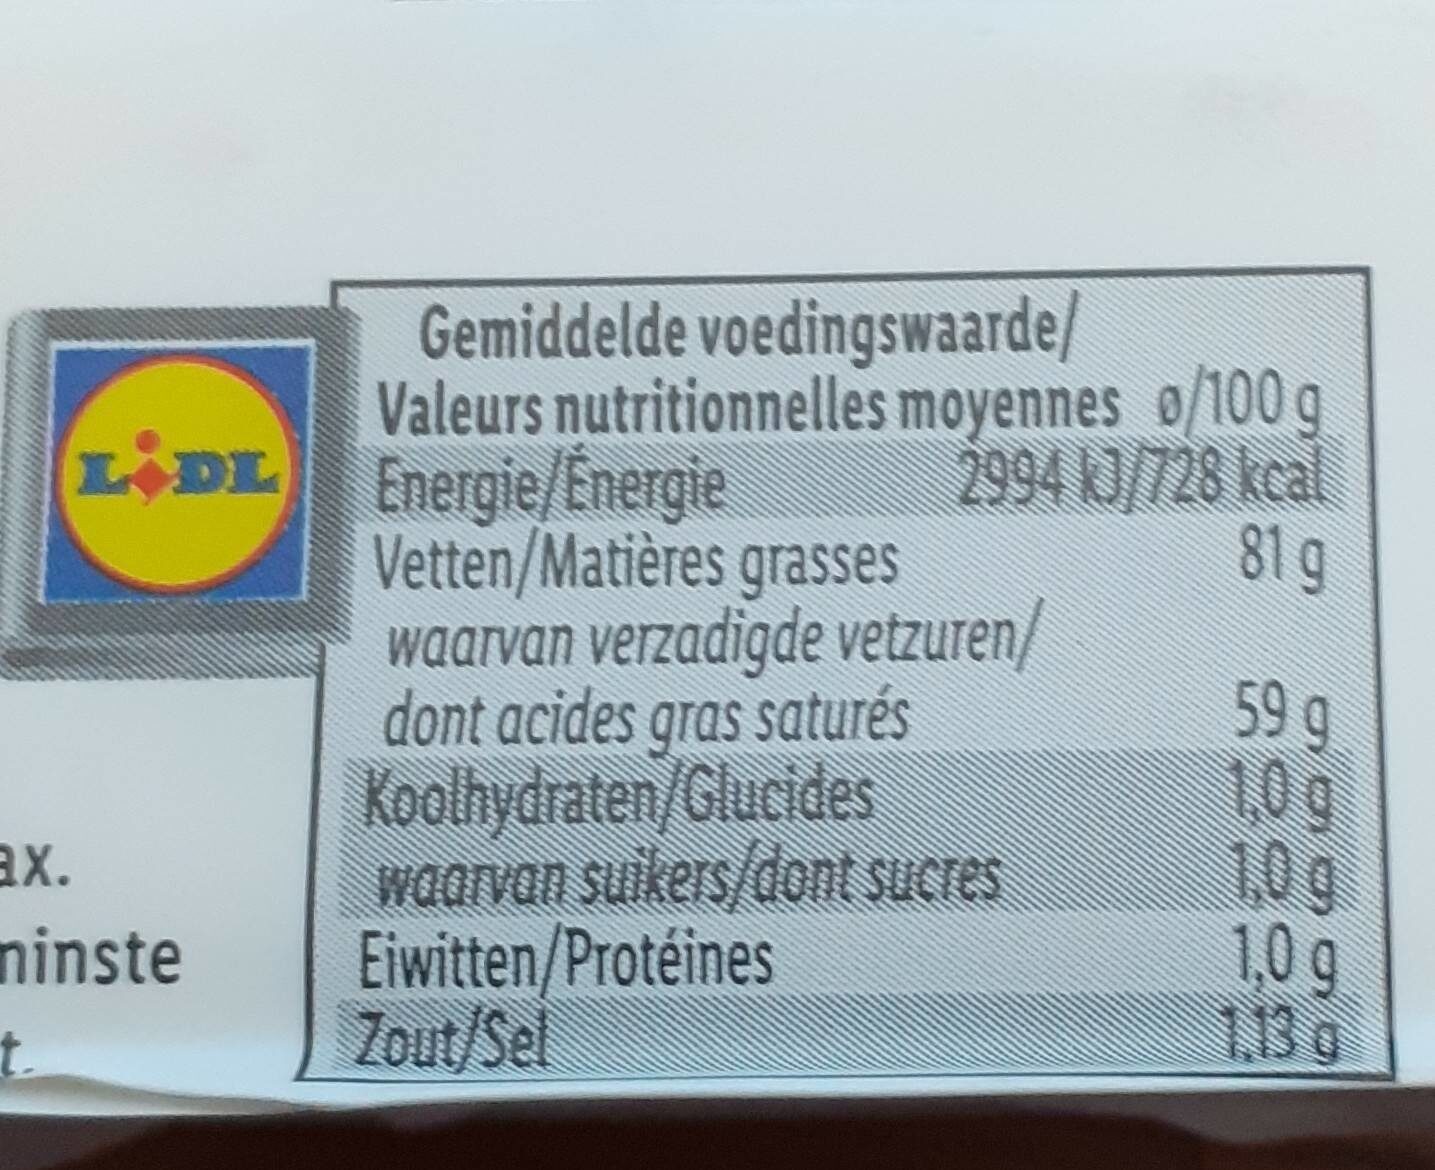 LIDL
Gemiddelde voedingswaarde/
Valeurs nutritionnelles moyennes ø/100 g
Energie/Énergie 2994 kJ/728 kcal
Vetten/Matières grasses 81 g
waarvan verzadigde vetzuren/
dont acides gras saturés 59 g
Koolhydraten/Glucides 1,0 g
waarvan suikers/dont sucres 1,0 g
Eiwitten/Protéines 1,0 g
Zout/Sel 1,13 g
ax.
minste
t.